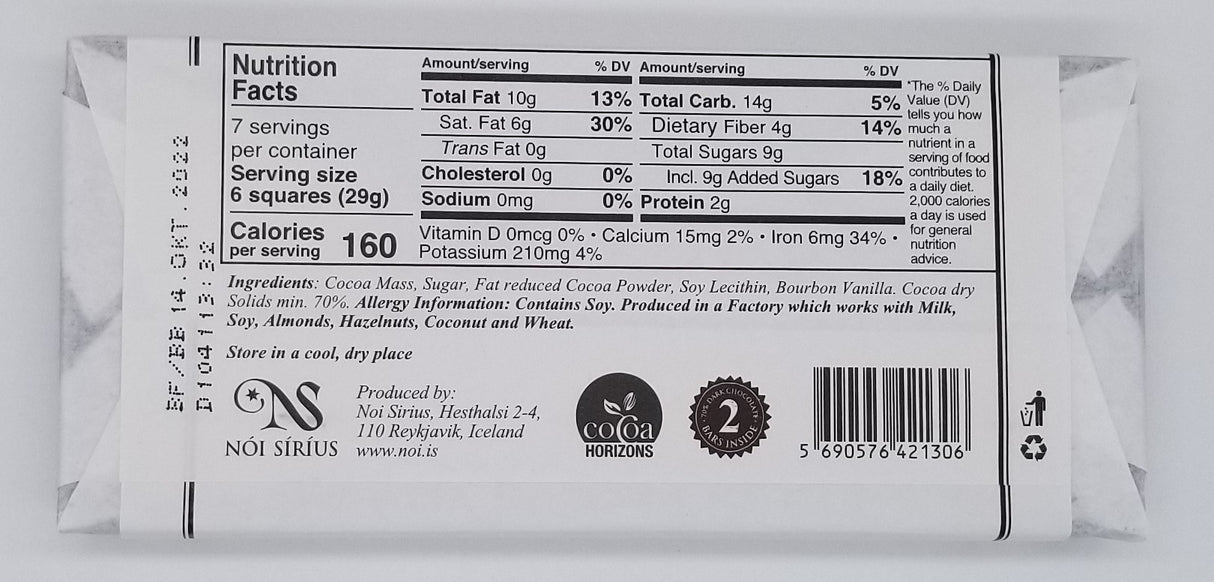 BF/BE 14.OKT.2022
D104113:32
Nutrition
Facts
7 servings
per container
Serving size
6 squares (29g)
Calories
per serving 160
Amount/serving % DV
Total Fat 10g 13%
Sat. Fat 6g 30%
Trans Fat 0g
Cholesterol 0g 0%
Sodium 0mg 0%
Amount/serving % DV
Total Carb. 14g 5%
Dietary Fiber 4g 14%
Total Sugars 9g
Incl. 9g Added Sugars 18%
Protein 2g
Vitamin D 0mcg 0% • Calcium 15mg 2% • Iron 6mg 34% •
Potassium 210mg 4%
*The % Daily
Value (DV)
tells you how
much a
nutrient in a
serving of food
contributes to
a daily diet.
2,000 calories
a day is used
for general
nutrition
advice.
Ingredients: Cocoa Mass, Sugar, Fat reduced Cocoa Powder, Soy Lecithin, Bourbon Vanilla. Cocoa dry
Solids min. 70%. Allergy Information: Contains Soy. Produced in a Factory which works with Milk,
Soy, Almonds, Hazelnuts, Coconut and Wheat.
Store in a cool, dry place
NS
NÓI SÍRÍUS
Produced by:
Noi Sirius, Hesthalsi 2-4,
110 Reykjavik, Iceland
www.noi.is
cocoa
HORIZONS
70% DARK CHOCOLATE
2
BARS INSIDE
5 690576 421306